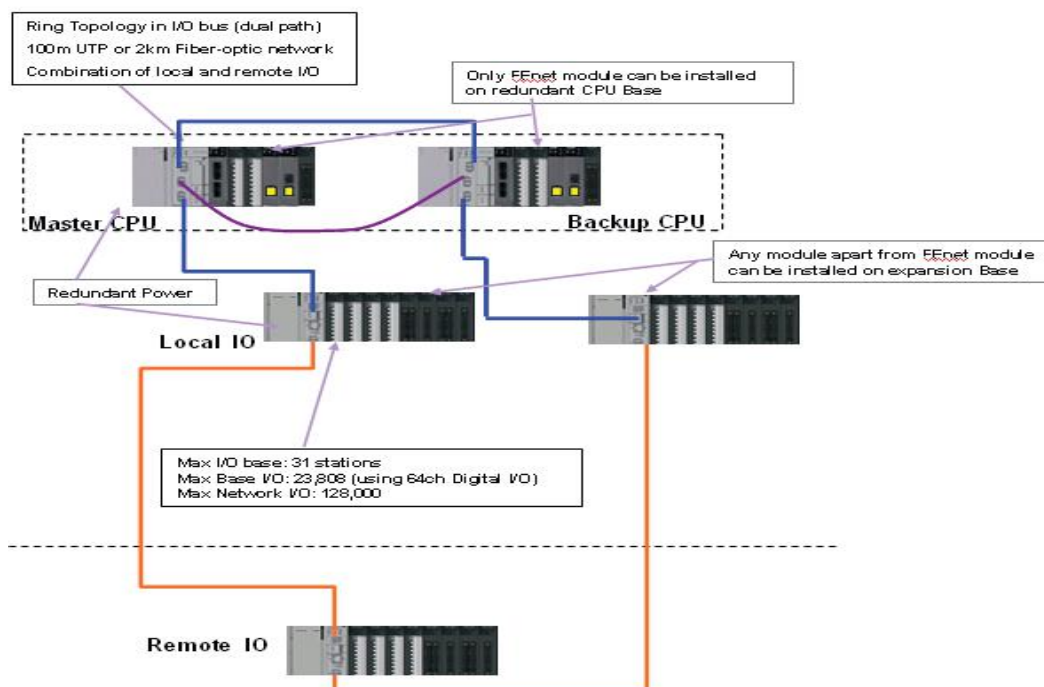 Ring Topology in I/O bus (dual path)
100m UTP or 2km Fiber-optic network
Combination of local and remote I/O
Only FEnet module can be installed
on redundant CPU Base
Master CPU
Backup CPU
Any module apart from FEnet module
can be installed on expansion Base
Redundant Power
Local IO
Max I/O base: 31 stations
Max Base I/O: 23,808 (using 64ch Digital I/O)
Max Network I/O: 128,000
Remote IO